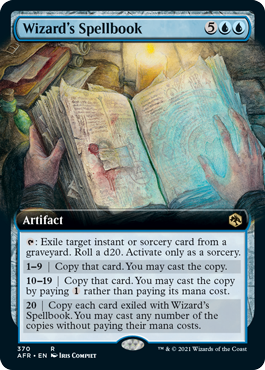 Wizard's Spellbook 5
Artifact
: Exile target instant or sorcery card from a
graveyard. Roll a d20. Activate only as a sorcery.
1–9 | Copy that card. You may cast the copy.
10–19 | Copy that card. You may cast the copy
by paying 1 rather than paying its mana cost.
20 | Copy each card exiled with Wizard's
Spellbook. You may cast any number of the
copies without paying their mana costs.
370 R
AFR • EN Iris Compiet
™ & © 2021 Wizards of the Coast